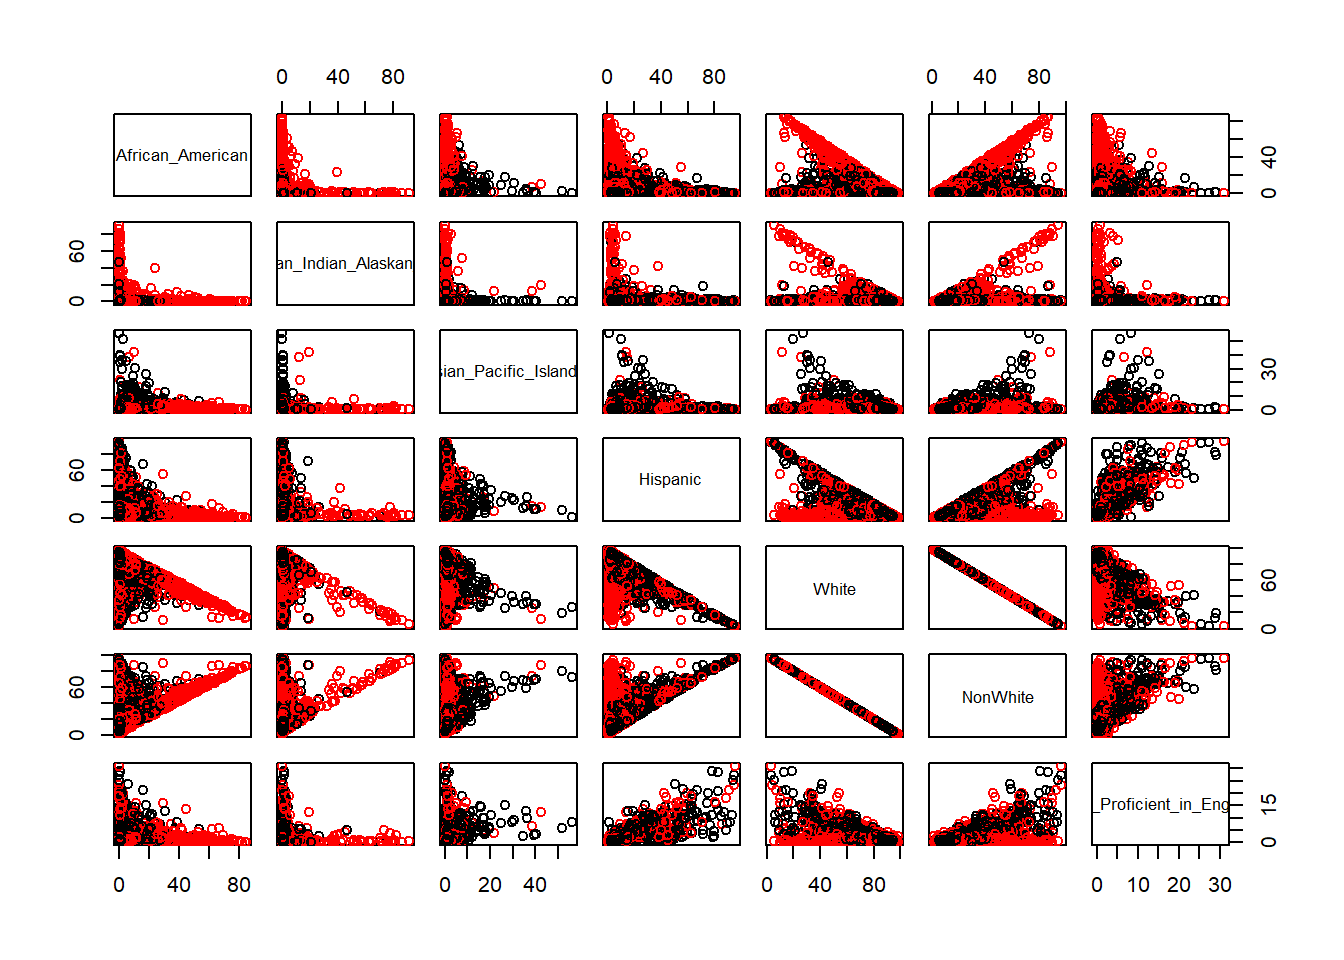 0 40 80 0 40 80 0 40 80
African_American
0 40
0 60
an_Indian_Alaskan
sian_Pacific_Island
0 30
0 60
Hispanic
White
0 60
0 60
NonWhite
_Proficient_in_Eng
0 15
0 40 80 0 20 40 0 40 80 0 10 20 30